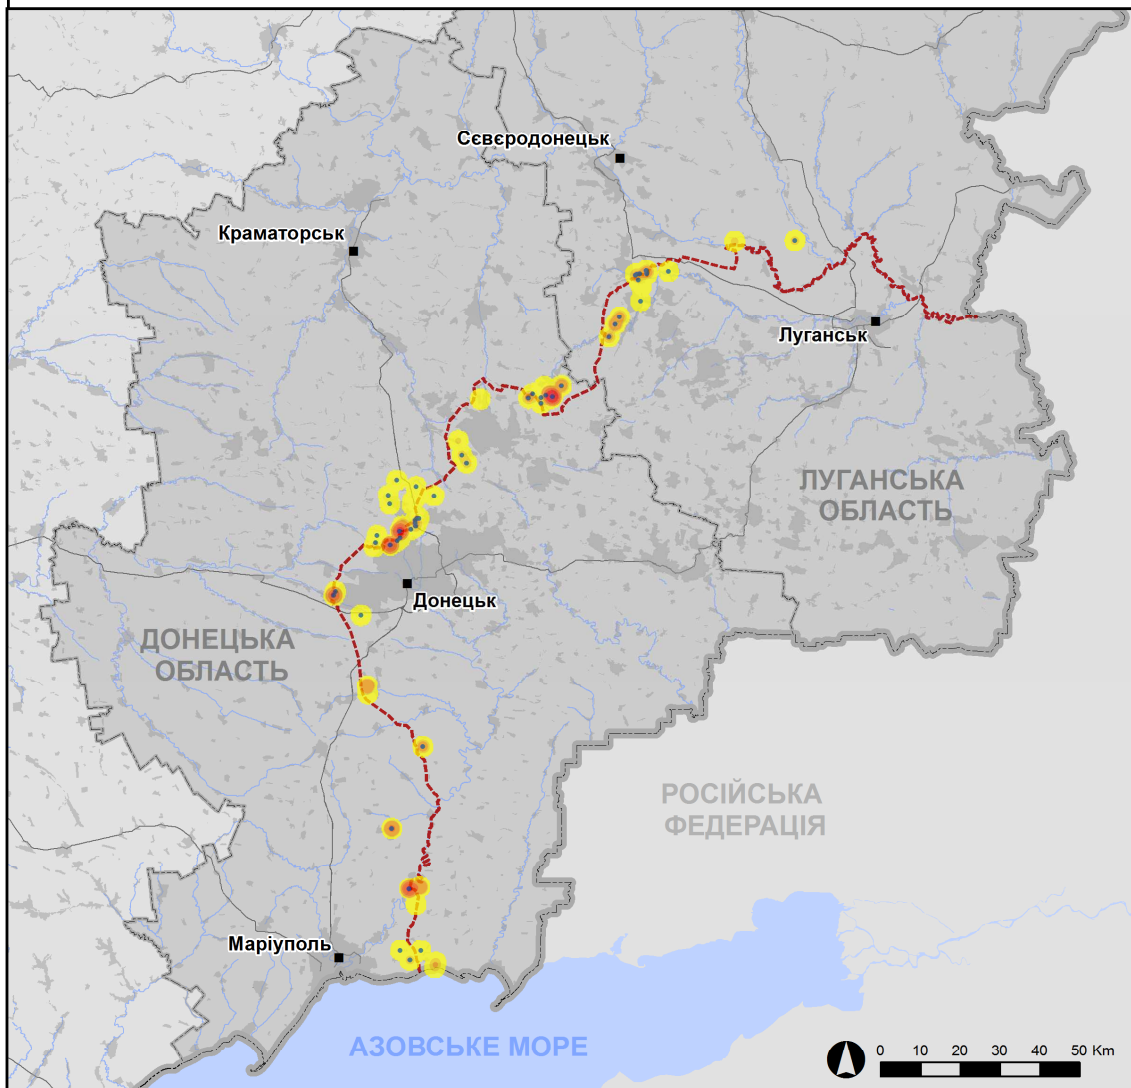 Сєвєродонецьк
Краматорськ
Луганськ
ЛУГАНСЬКА
ОБЛАСТЬ
Донецьк
ДОНЕЦЬКА
ОБЛАСТЬ
РОСІЙСЬКА
ФЕДЕРАЦІЯ
Маріуполь
АЗОВСЬКЕ МОРЕ
0 10 20 30 40 50 Km